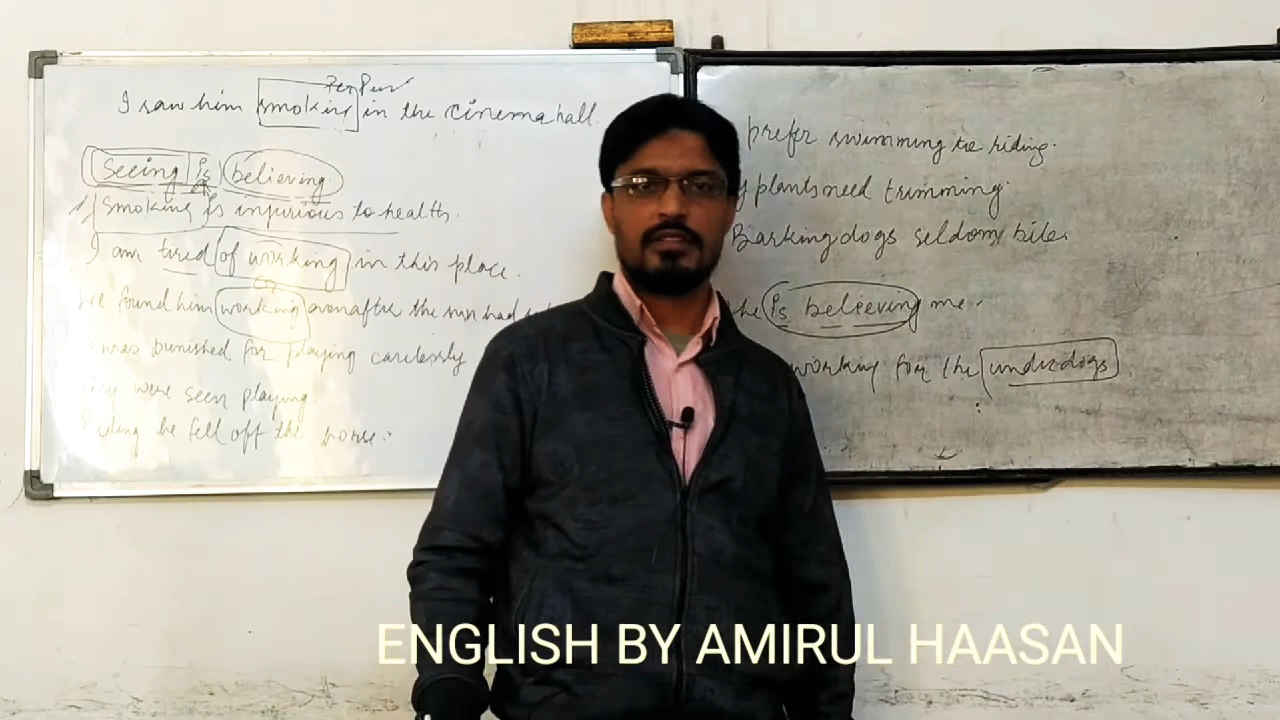 I saw him smoking in the cinema hall.
Seeing is believing
Smoking is injurious to health.
I am tired of working in this place.
We found him working after the sun had
was punished for playing carelessly
They were seen playing.
he fell off the horse.
prefer swimming to riding.
plants need trimming.
Barking dogs seldom bite.
he is believing me.
working for the underdogs.
ENGLISH BY AMIRUL HAASAN